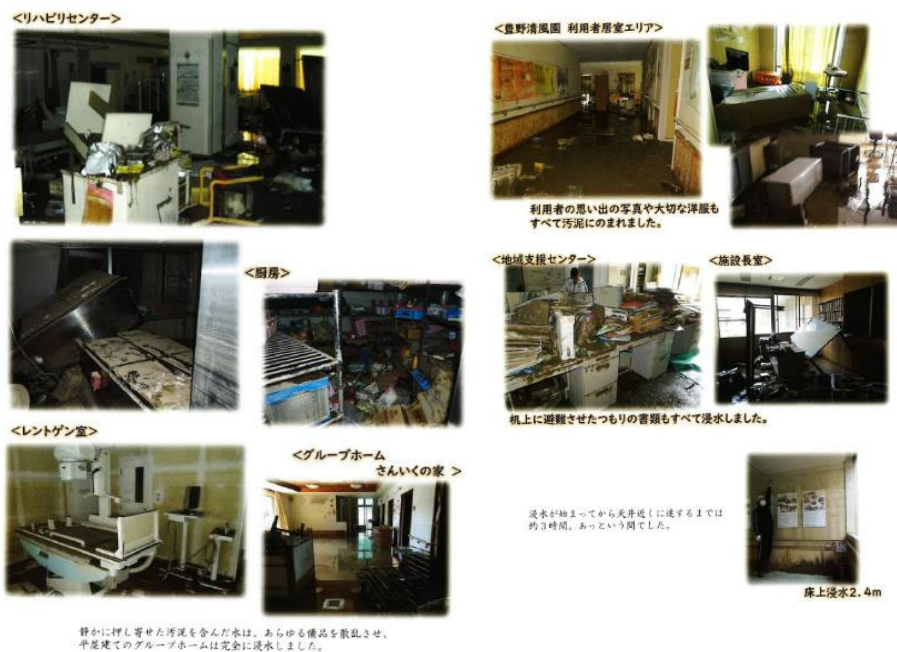 <リハビリセンター>
<厨房>
<レントゲン室>
<グループホーム
さんいくの家 >
静かに押し寄せた汚泥を含んだ水は、あらゆる備品を散乱させ、
平屋建てのグループホームは完全に浸水しました。
<豊野清風園 利用者居室エリア>
利用者の思い出の写真や大切な洋服も
すべて汚泥にのまれました。
<地域支援センター>
<施設長室>
机上に避難させたつもりの書類もすべて浸水しました。
浸水が始まってから天井近くに達するまでは
約3時間。あっという間でした。
床上浸水2.4m